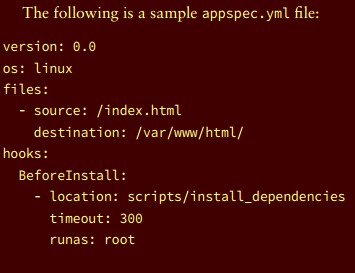 The following is a sample appspec.yml file:
version: 0.0
os: linux
files:
  - source: /index.html
    destination: /var/www/html/
hooks:
  BeforeInstall:
    - location: scripts/install_dependencies
      timeout: 300
      runas: root